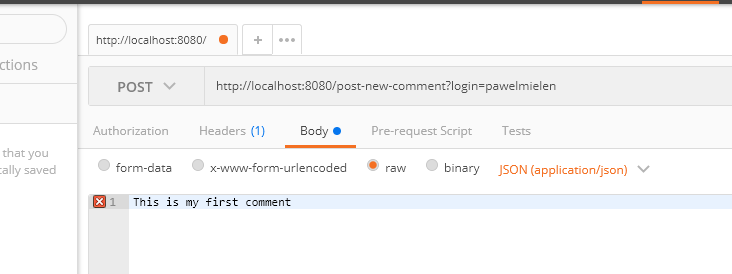 http://localhost:8080/
+
•••
ctions
POST
http://localhost:8080/post-new-comment?login=pawelmielen
Authorization
Headers (1)
Body
Pre-request Script
Tests
that you
cally saved
form-data
x-www-form-urlencoded
raw
binary
JSON (application/json)
1
This is my first comment